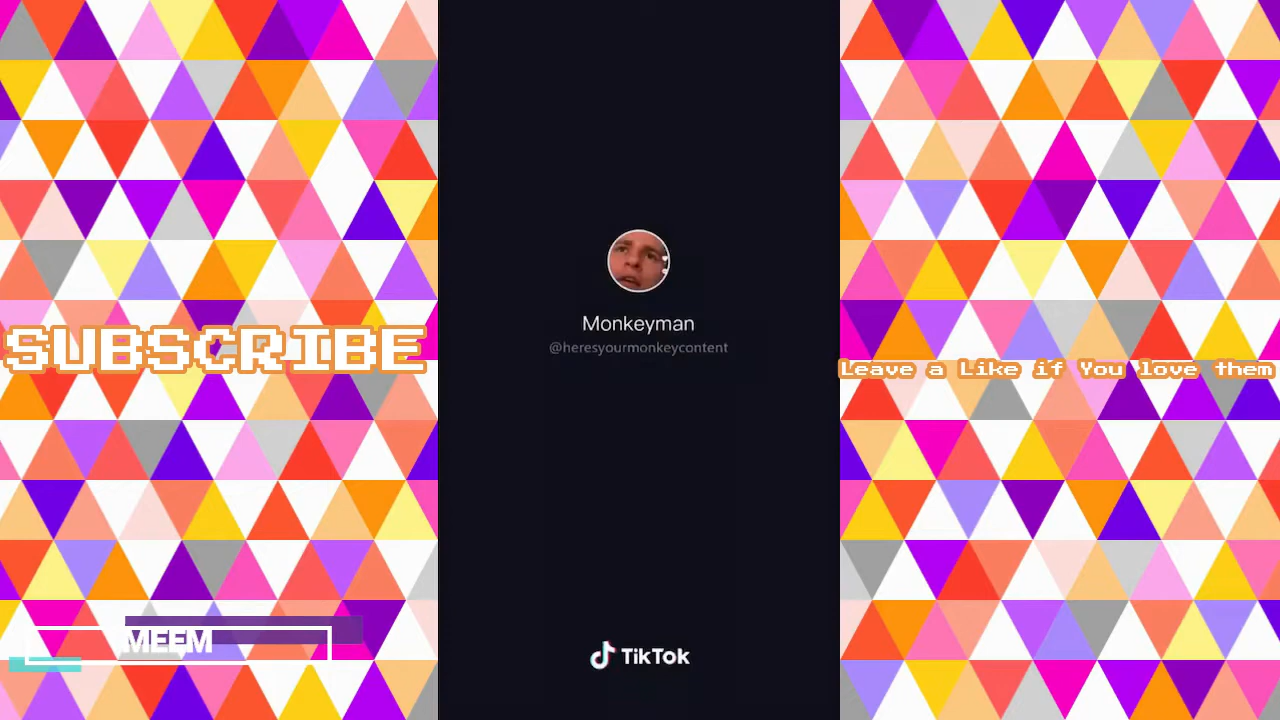 SUBSCRIBE
Monkeyman
@heresyourmonkeycontent
Leave a Like if You love them
MEEM
TikTok